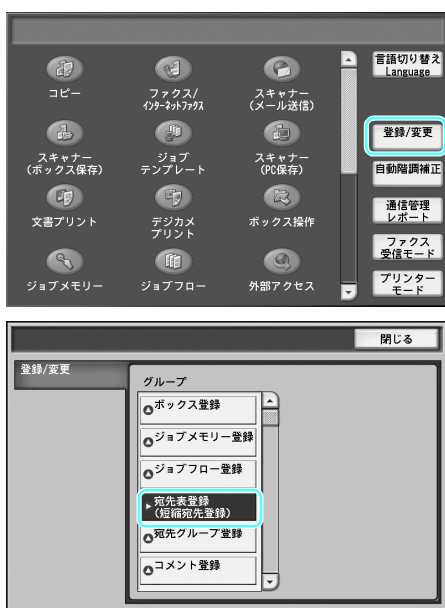 言語切り替え
Language
コピー
ファクス/
インターネットファクス
スキャナー
(メール送信)
登録/変更
スキャナー
(ボックス保存)
ジョブ
テンプレート
スキャナー
(PC保存)
自動階調補正
文書プリント
デジカメ
プリント
ボックス操作
通信管理
レポート
ファクス
受信モード
ジョブメモリー
ジョブフロー
外部アクセス
プリンター
モード
閉じる
登録/変更
グループ
ボックス登録
ジョブメモリー登録
ジョブフロー登録
宛先表登録
(短縮宛先登録)
宛先グループ登録
コメント登録